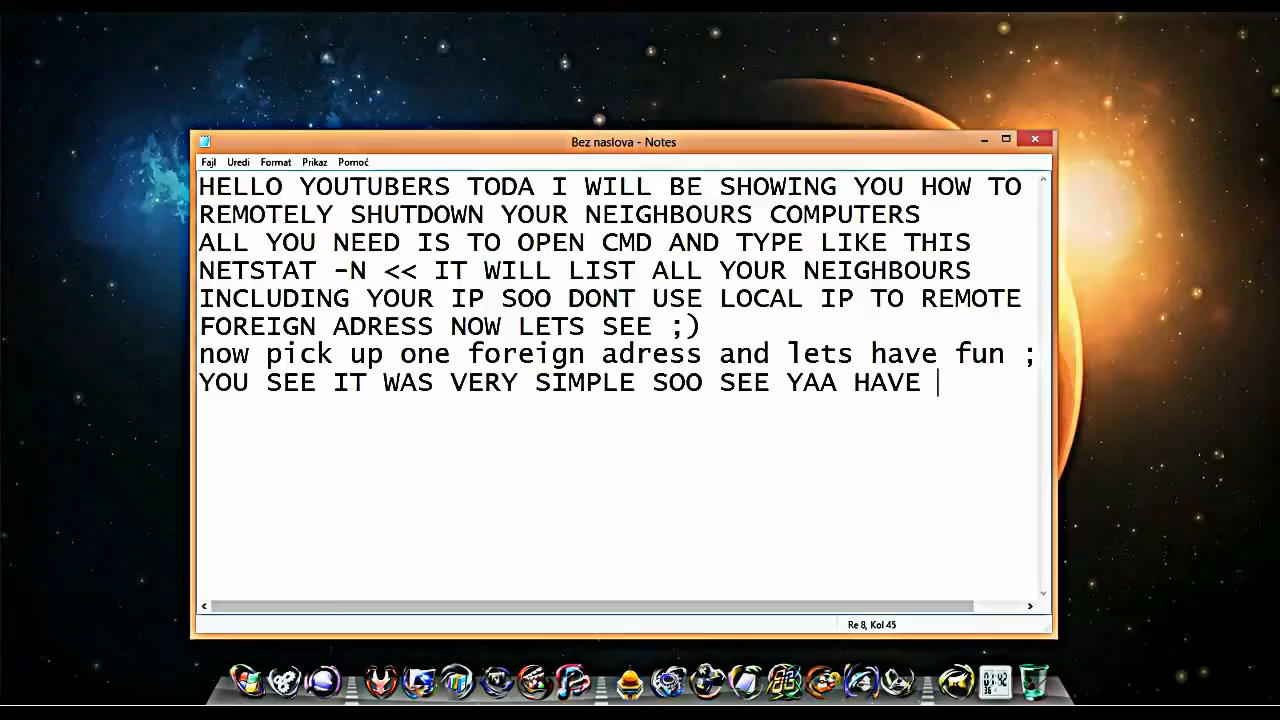 Bez naslova - Notes
Fajl Uredi Format Prikaz Pomoć
HELLO YOUTUBERS TODA I WILL BE SHOWING YOU HOW TO
REMOTELY SHUTDOWN YOUR NEIGHBOURS COMPUTERS
ALL YOU NEED IS TO OPEN CMD AND TYPE LIKE THIS
NETSTAT -N << IT WILL LIST ALL YOUR NEIGHBOURS
INCLUDING YOUR IP SOO DONT USE LOCAL IP TO REMOTE
FOREIGN ADRESS NOW LETS SEE ;)
now pick up one foreign adress and lets have fun ;
YOU SEE IT WAS VERY SIMPLE SOO SEE YAA HAVE
Re 8, Kol 45
01:42
36